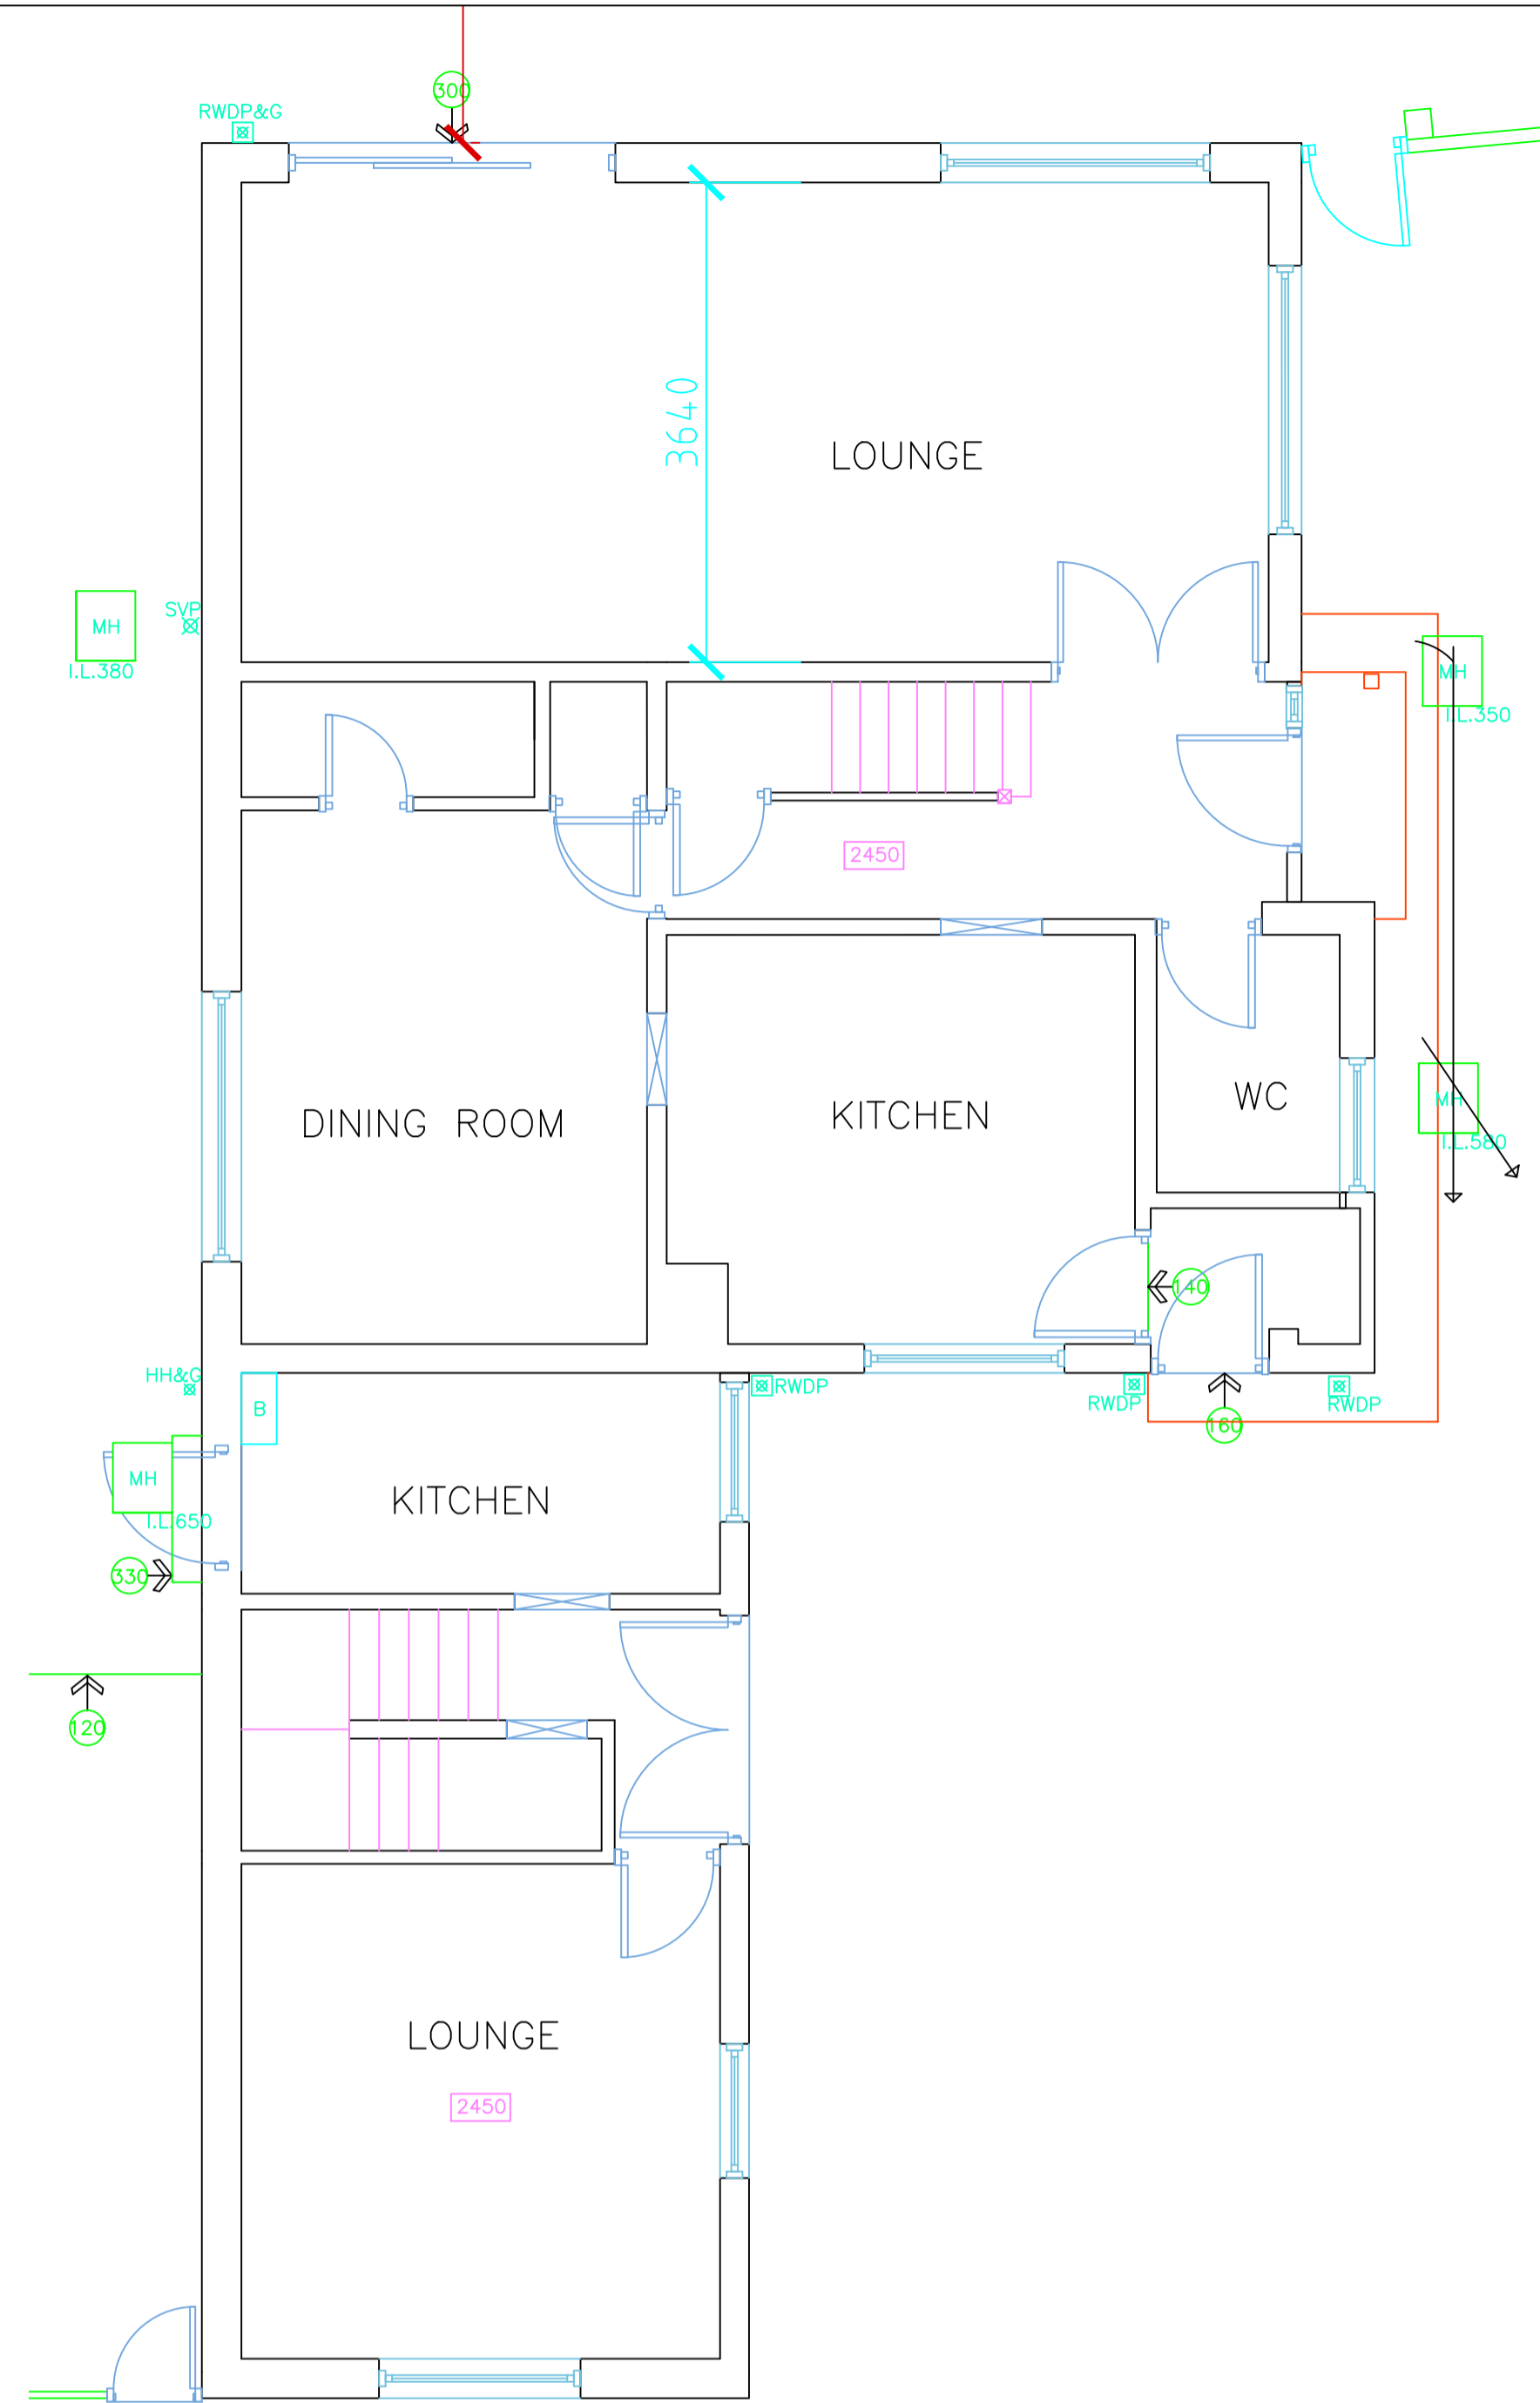 300
RWDP&G
3640
LOUNGE
SVP
MH
I.L.380
MH
I.L.350
2450
DINING ROOM
KITCHEN
WC
MH
I.L.580
140
HH&G
B
RWDP
RWDP
RWDP
160
MH
I.L.650
KITCHEN
330
120
LOUNGE
2450